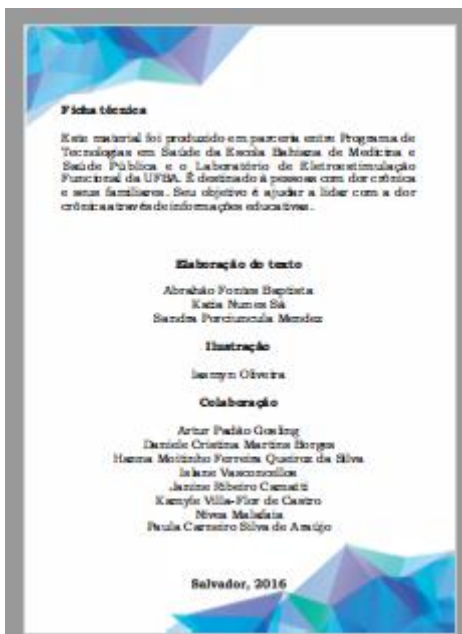 Ficha técnica
Este material foi produzido em parceria entre Programa de
Tecnologias em Saúde da Escola Bahiana de Medicina e
Saúde Pública e o Laboratório de Eletroestimulação
Funcional da UFBA. É destinado à pessoas com dor crônica
e seus familiares. Seu objetivo é ajudar a lidar com a dor
crônica através de informações educativas.
Elaboração do texto
Abrahão Fontes Baptista
Katia Nunes Sá
Sandra Porciuncula Mendez
Ilustração
Iasmyn Oliveira
Colaboração
Artur Padão Gosling
Daniele Cristina Martins Borges
Hanna Moitinho Ferreira Queiroz da Silva
Islane Vasconcellos
Janine Ribeiro Camatti
Kamyle Villa-Flor de Castro
Nivea Malafaia
Paula Carneiro Silva de Araújo
Salvador, 2016